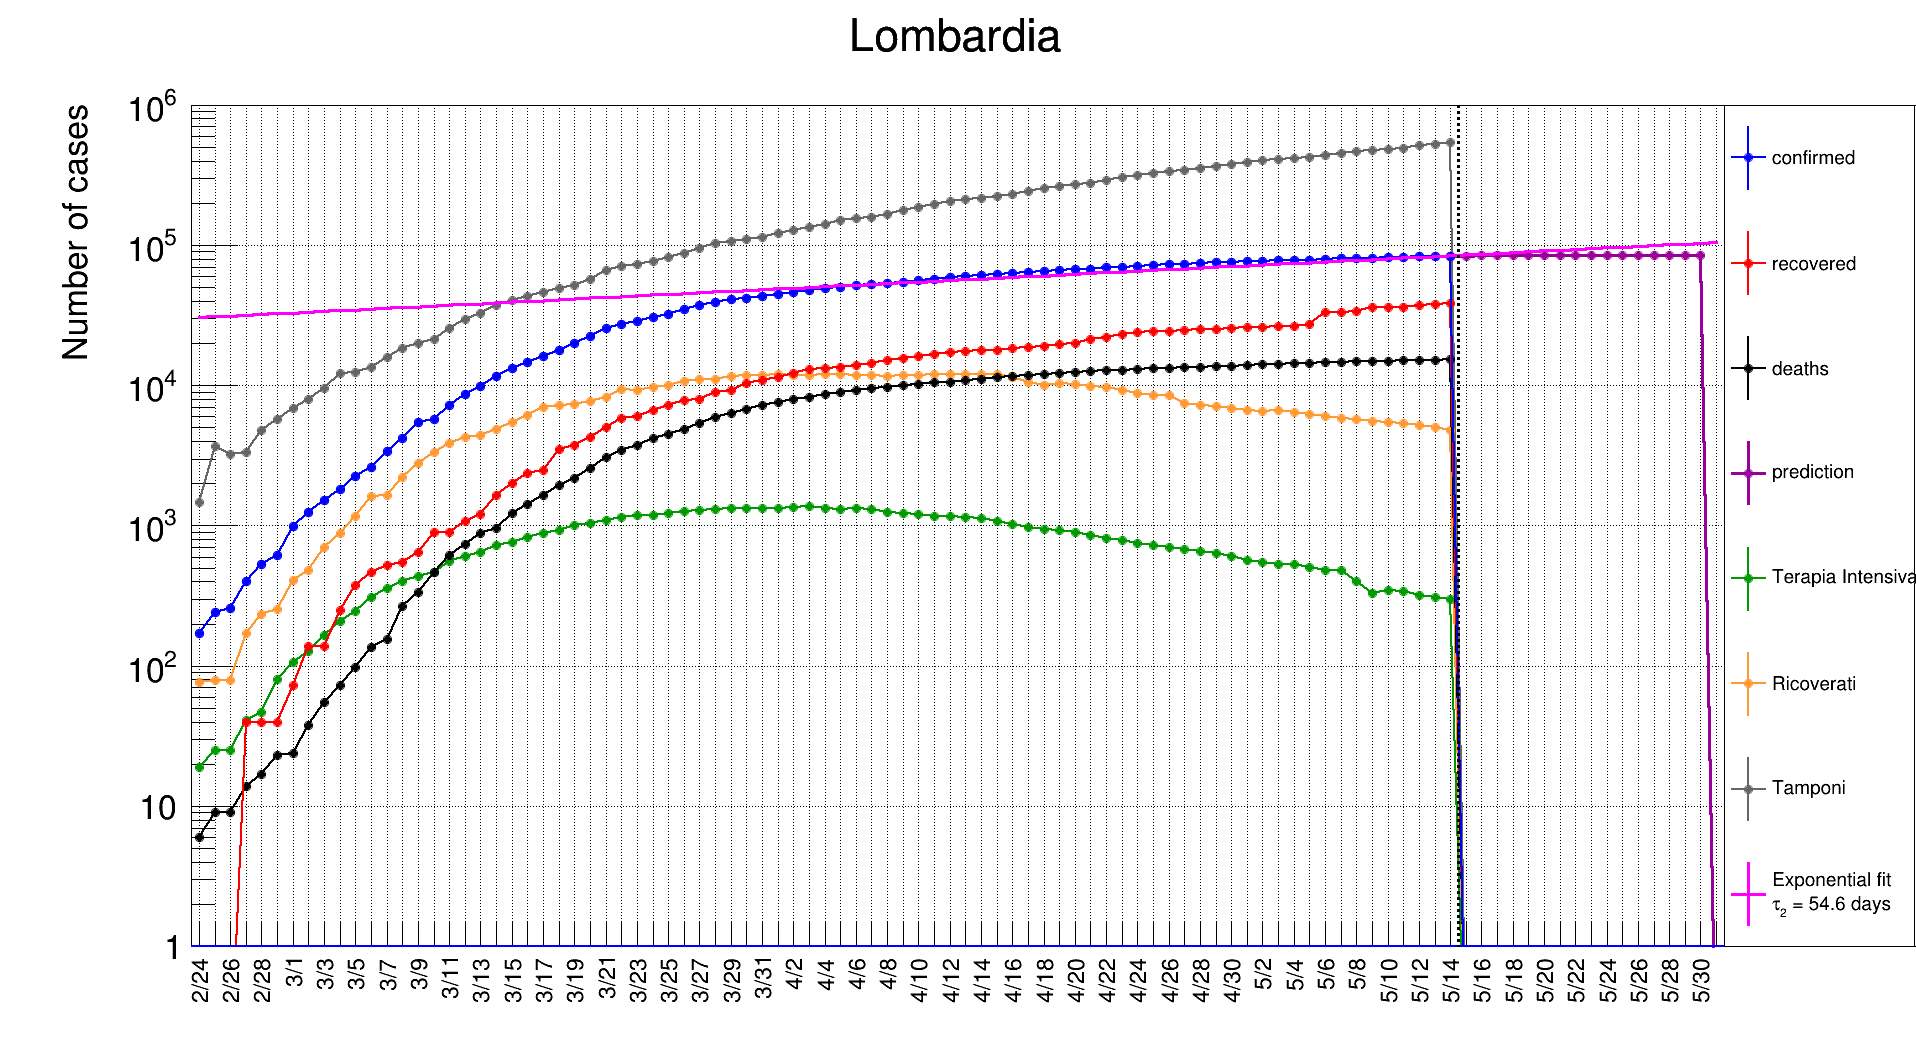 Lombardia
Number of cases
10^6
10^5
10^4
10^3
10^2
10
1
2/24 2/26 2/28 3/1 3/3 3/5 3/7 3/9 3/11 3/13 3/15 3/17 3/19 3/21 3/23 3/25 3/27 3/29 3/31 4/2 4/4 4/6 4/8 4/10 4/12 4/14 4/16 4/18 4/20 4/22 4/24 4/26 4/28 4/30 5/2 5/4 5/6 5/8 5/10 5/12 5/14 5/16 5/18 5/20 5/22 5/24 5/26 5/28 5/30
confirmed
recovered
deaths
prediction
Terapia Intensiva
Ricoverati
Tamponi
Exponential fit
τ₂ = 54.6 days